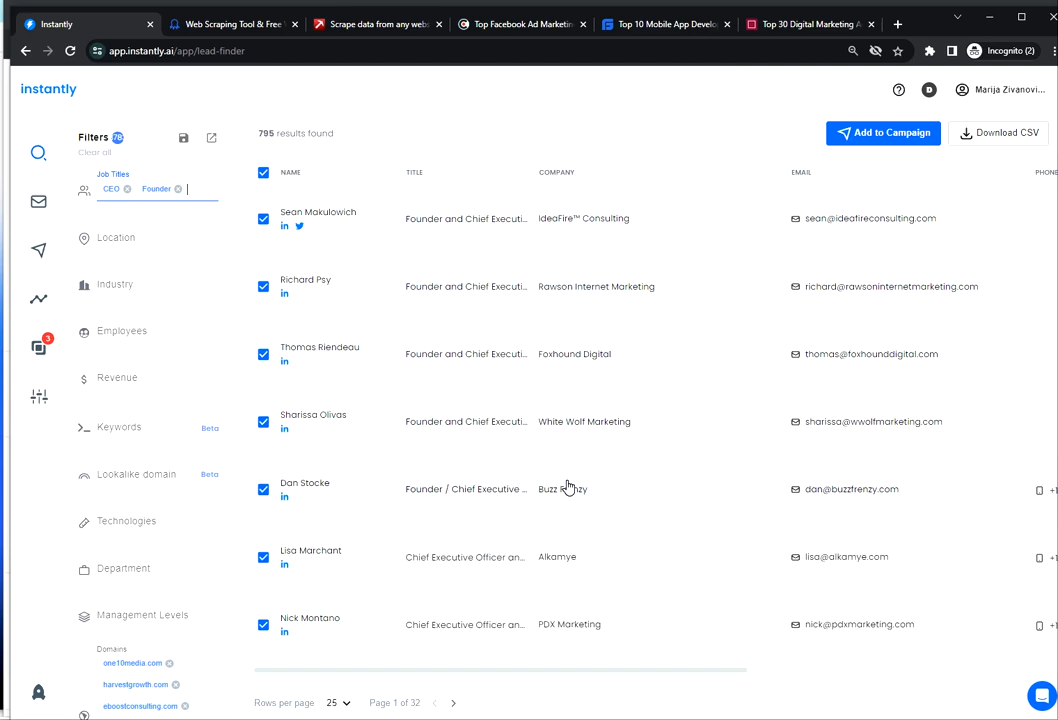 Instantly
Web Scraping Tool & Free
Scrape data from any webs
Top Facebook Ad Marketin
Top 10 Mobile App Develo
Top 30 Digital Marketing A
app.instantly.ai/app/lead-finder
Incognito (2)
instantly
D
Marija Zivanovi...
Filters
Clear all
795 results found
Add to Campaign
Download CSV
Job Titles
CEO
Founder
Location
Industry
Employees
Revenue
Keywords Beta
Lookalike domain Beta
Technologies
Department
Management Levels
Domains
one10media.com
harvestgrowth.com
eboostconsulting.com
3
NAME TITLE COMPANY EMAIL PHONE
Sean Makulowich Founder and Chief Executi... IdeaFire™ Consulting sean@ideafireconsulting.com
Richard Psy Founder and Chief Executi... Rawson Internet Marketing richard@rawsoninternetmarketing.com
Thomas Riendeau Founder and Chief Executi... Foxhound Digital thomas@foxhounddigital.com
Sharissa Olivas Founder and Chief Executi... White Wolf Marketing sharissa@wwolfmarketing.com
Dan Stocke Founder / Chief Executive ... Buzz dan@buzzfrenzy.com +1
Lisa Marchant Chief Executive Officer an... Alkamye lisa@alkamye.com +1
Nick Montano Chief Executive Officer an... PDX Marketing nick@pdxmarketing.com +1
Rows per page 25 Page 1 of 32